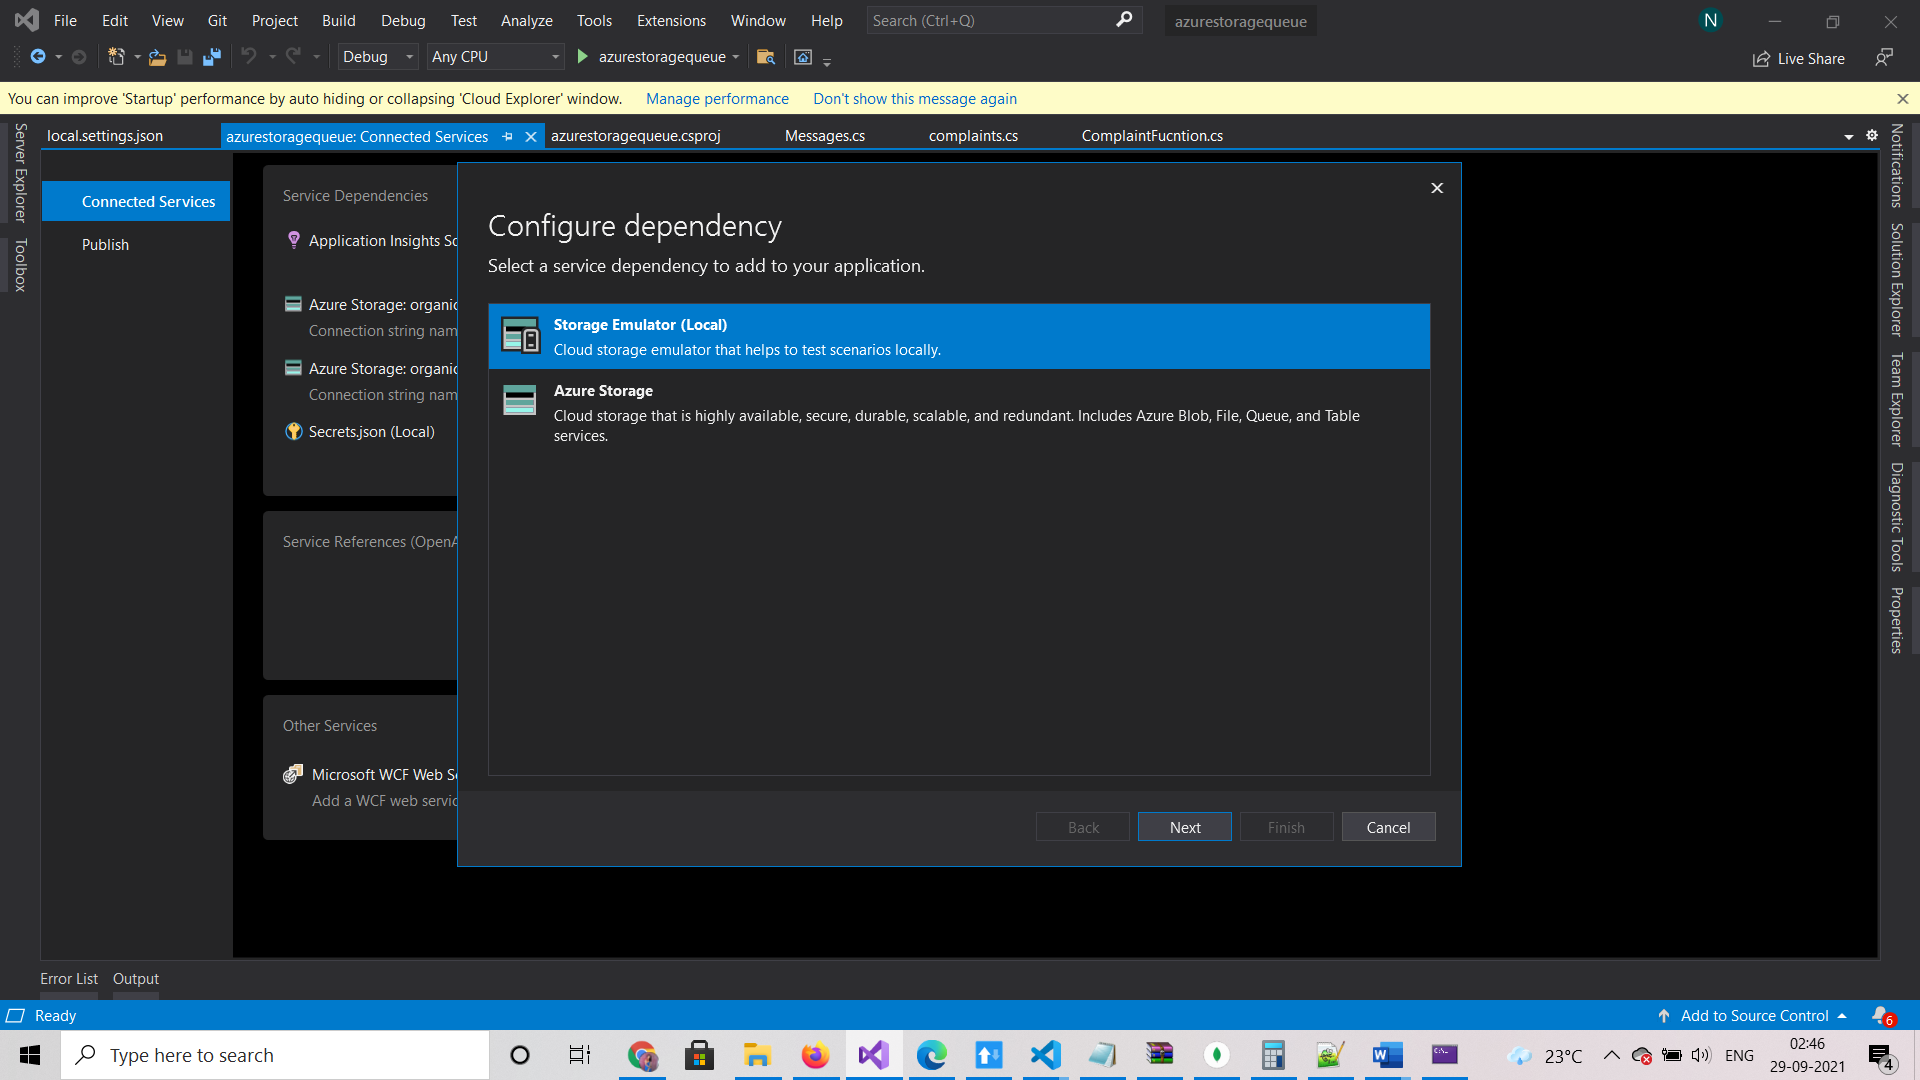 File Edit View Git Project Build Debug Test Analyze Tools Extensions Window Help Search (Ctrl+Q) azurestoragequeue N
Debug Any CPU azurestoragequeue Live Share
You can improve 'Startup' performance by auto hiding or collapsing 'Cloud Explorer' window. Manage performance Don't show this message again
local.settings.json azurestoragequeue: Connected Services azurestoragequeue.csproj Messages.cs complaints.cs ComplaintFucntion.cs
Server Explorer
Toolbox
Connected Services
Publish
Service Dependencies
Application Insights Sc
Azure Storage: organic
Connection string nam
Azure Storage: organic
Connection string nam
Secrets.json (Local)
Service References (OpenA
Other Services
Microsoft WCF Web Se
Add a WCF web servic
Configure dependency
Select a service dependency to add to your application.
Storage Emulator (Local)
Cloud storage emulator that helps to test scenarios locally.
Azure Storage
Cloud storage that is highly available, secure, durable, scalable, and redundant. Includes Azure Blob, File, Queue, and Table
services.
Back Next Finish Cancel
Notifications
Solution Explorer
Team Explorer
Diagnostic Tools
Properties
Error List Output
Ready Add to Source Control 6
Type here to search 23°C ENG 02:46
29-09-2021 4